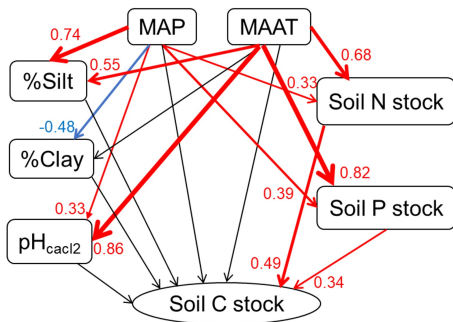 MAP
MAAT
0.74
0.68
%Silt
0.55
0.33
Soil N stock
-0.48
%Clay
0.82
0.39
Soil P stock
0.33
pHcacl2
0.86
0.49
0.34
Soil C stock